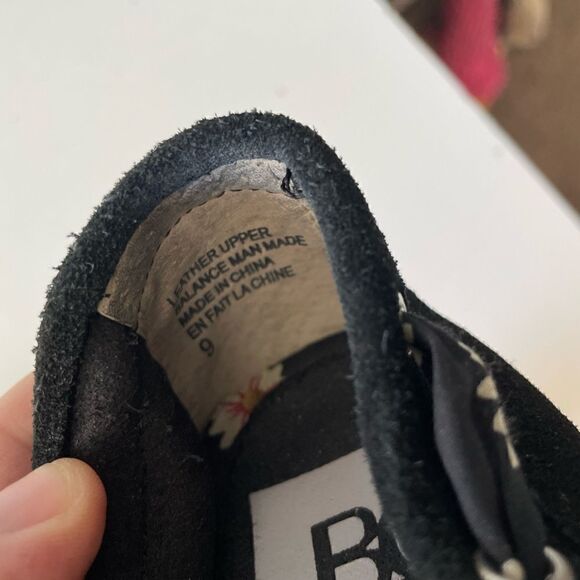 LEATHER UPPER
BALANCE MAN MADE
MADE IN CHINA
EN FAIT LA CHINE
9